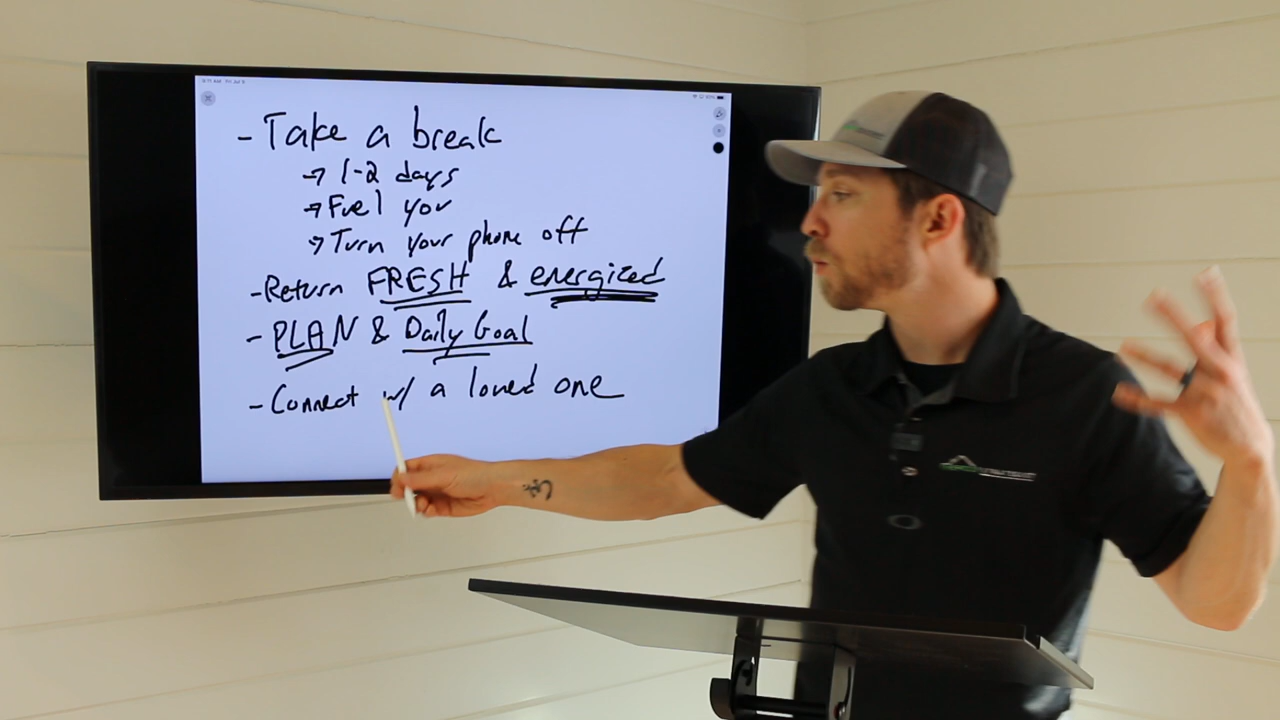 - Take a break
→ 1-2 days
→ Fuel you
→ Turn your phone off
- Return FRESH & energized
- PLAN & Daily Goal
- Connect w/ a loved one